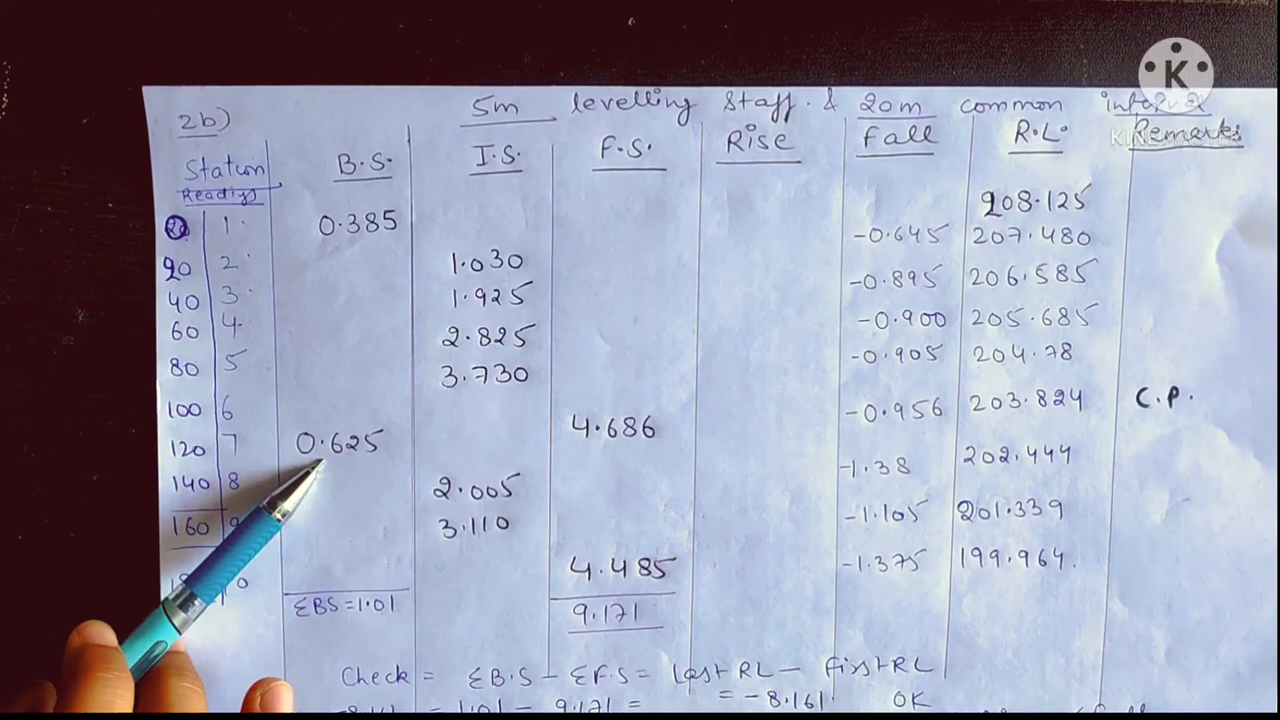 5m levelling Staff. & 20m common interval
2b)
Station B.S. I.S. F.S. Rise Fall R.L. Remarks
Readings
1. 0.385 208.125
-0.645 207.480
20 2. 1.030
-0.895 206.585
40 3. 1.925
-0.900 205.685
60 4. 2.825
-0.905 204.78
80 5 3.730
100 6 4.686 -0.956 203.824 C.P.
120 7 0.625
-1.38 202.444
140 8 2.005
-1.105 201.339
160 9 3.110
-1.375 199.964.
10 4.485
ΣBS=1.01 9.171
Check = ΣB.S - ΣF.S = Last RL - first RL
= 1.01 - 9.171 = = -8.161 OK
K